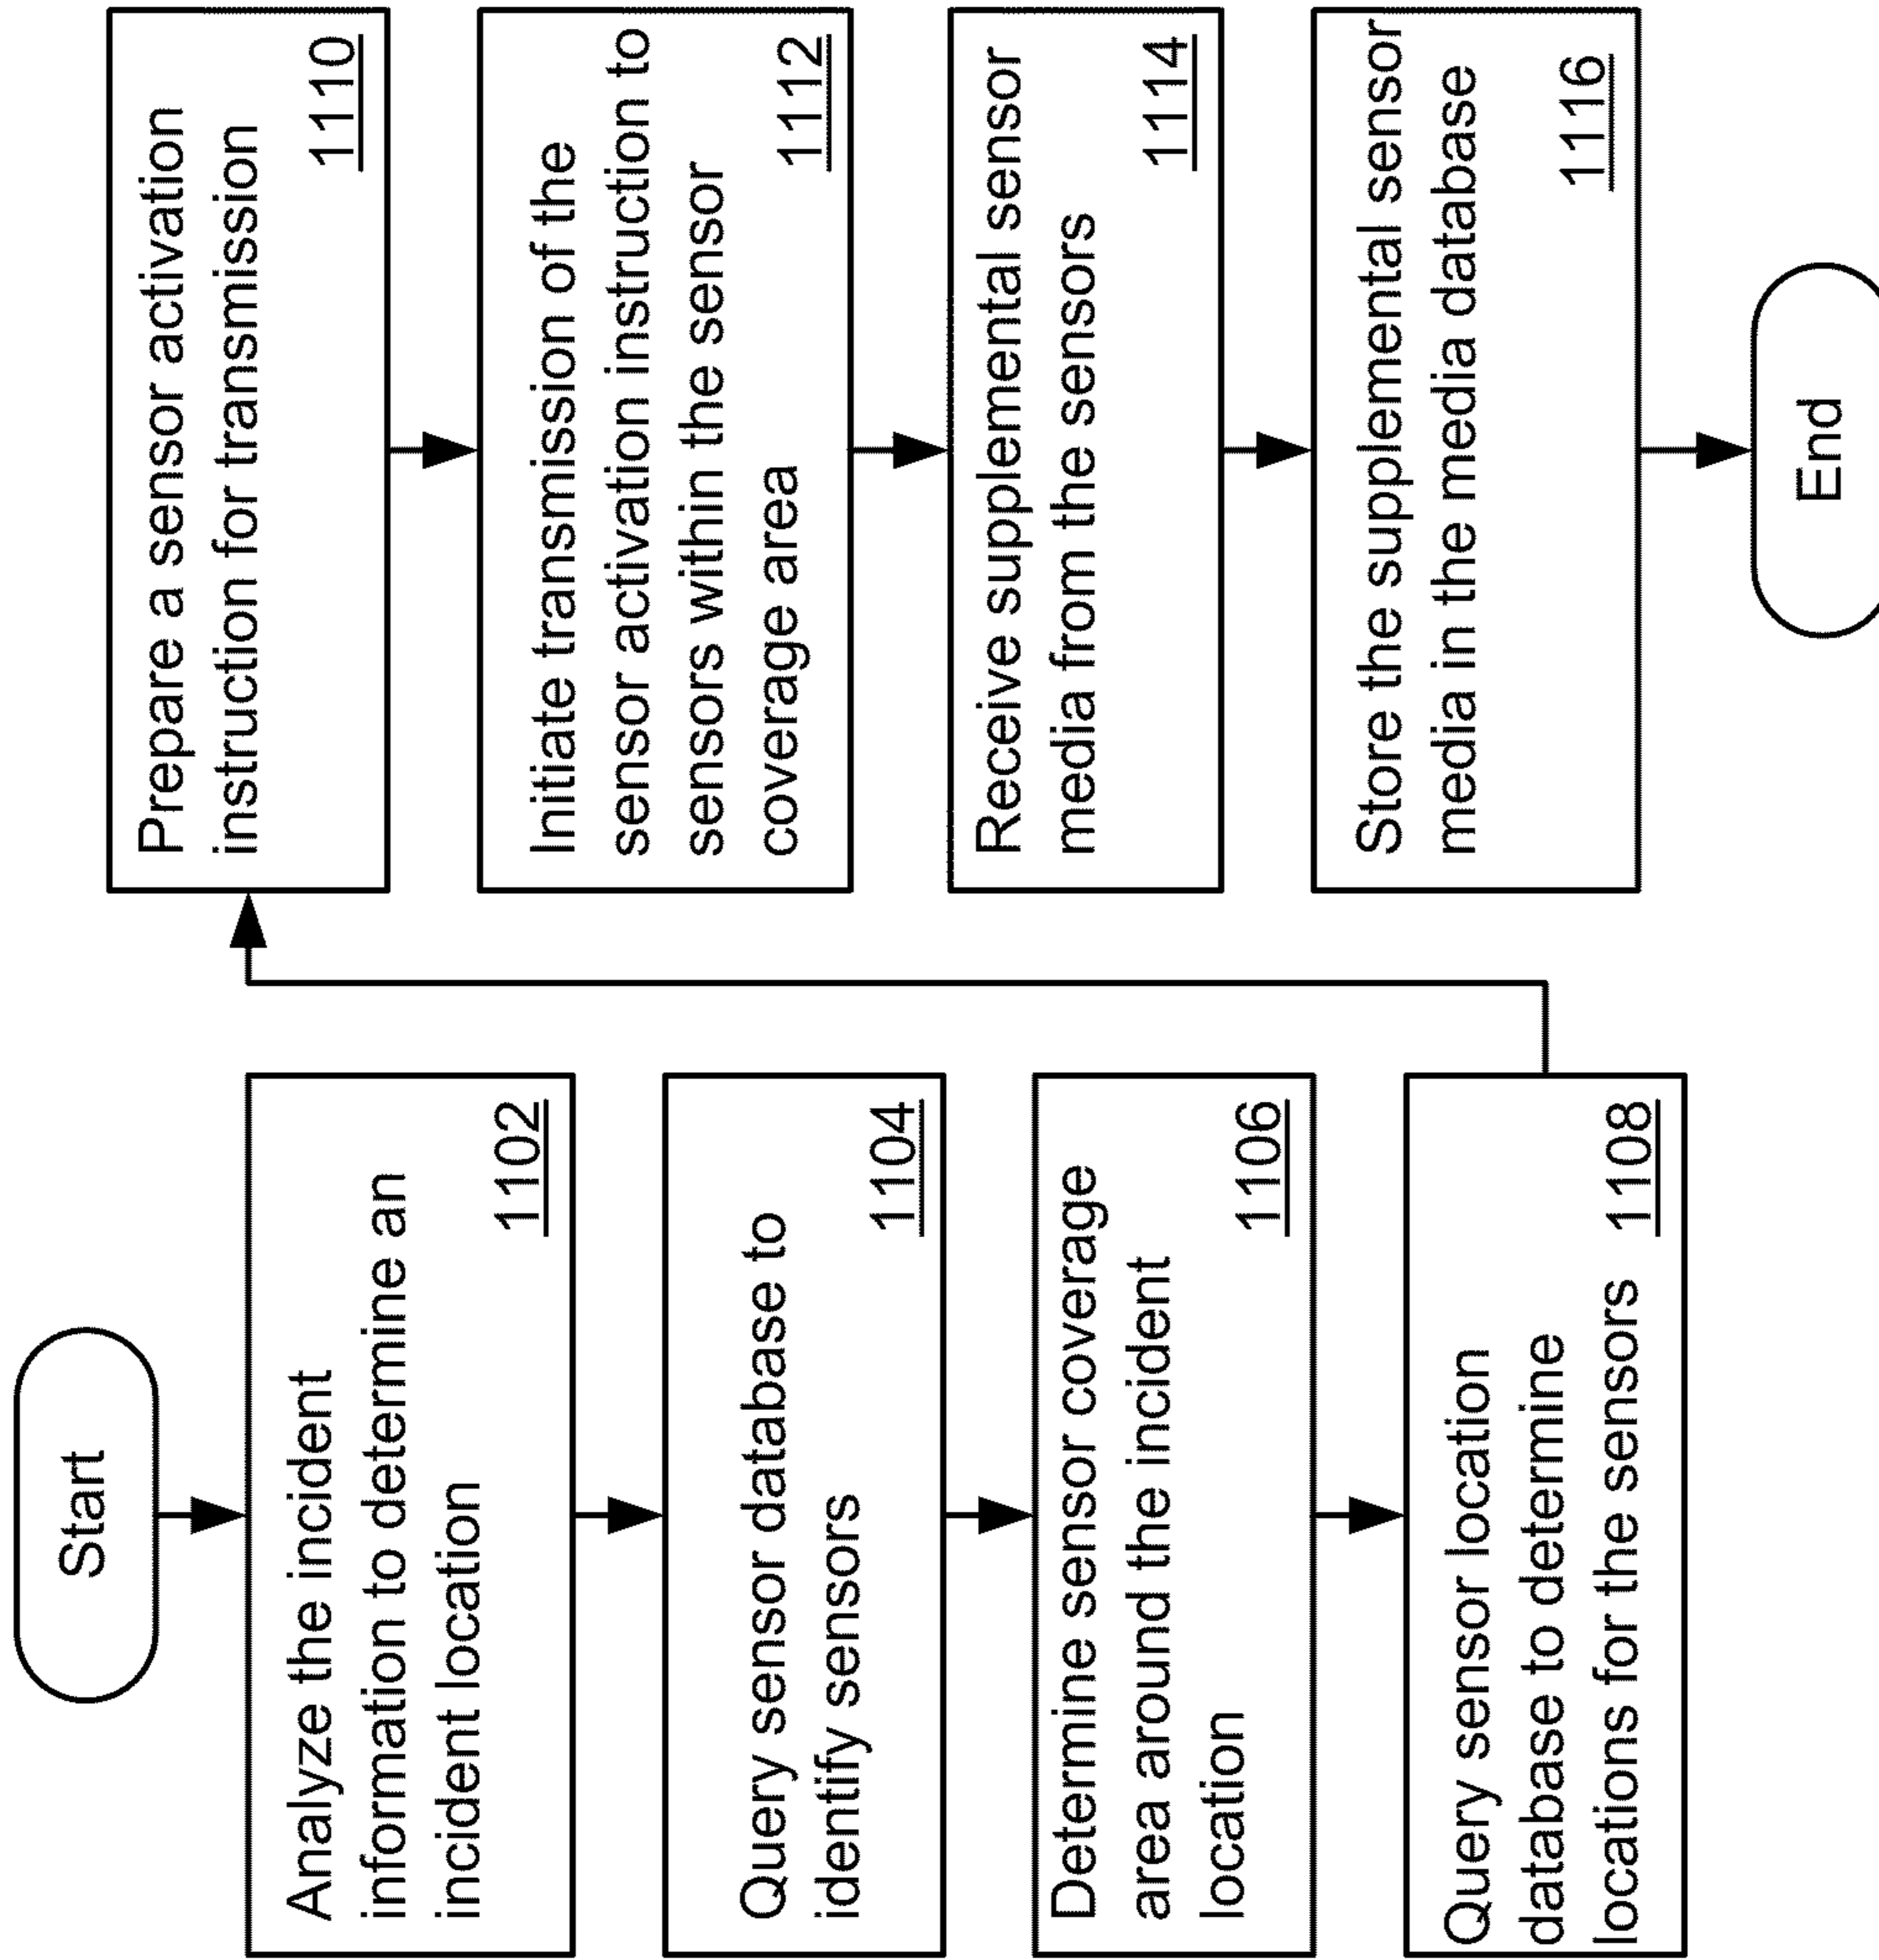 Start
Analyze the incident
information to determine an
incident location
1102
Query sensor database to
identify sensors
1104
Determine sensor coverage
area around the incident
location
1106
Query sensor location
database to determine
locations for the sensors
1108
Prepare a sensor activation
instruction for transmission
1110
Initiate transmission of the
sensor activation instruction to
sensors within the sensor
coverage area
1112
Receive supplemental sensor
media from the sensors
1114
Store the supplemental sensor
media in the media database
1116
End